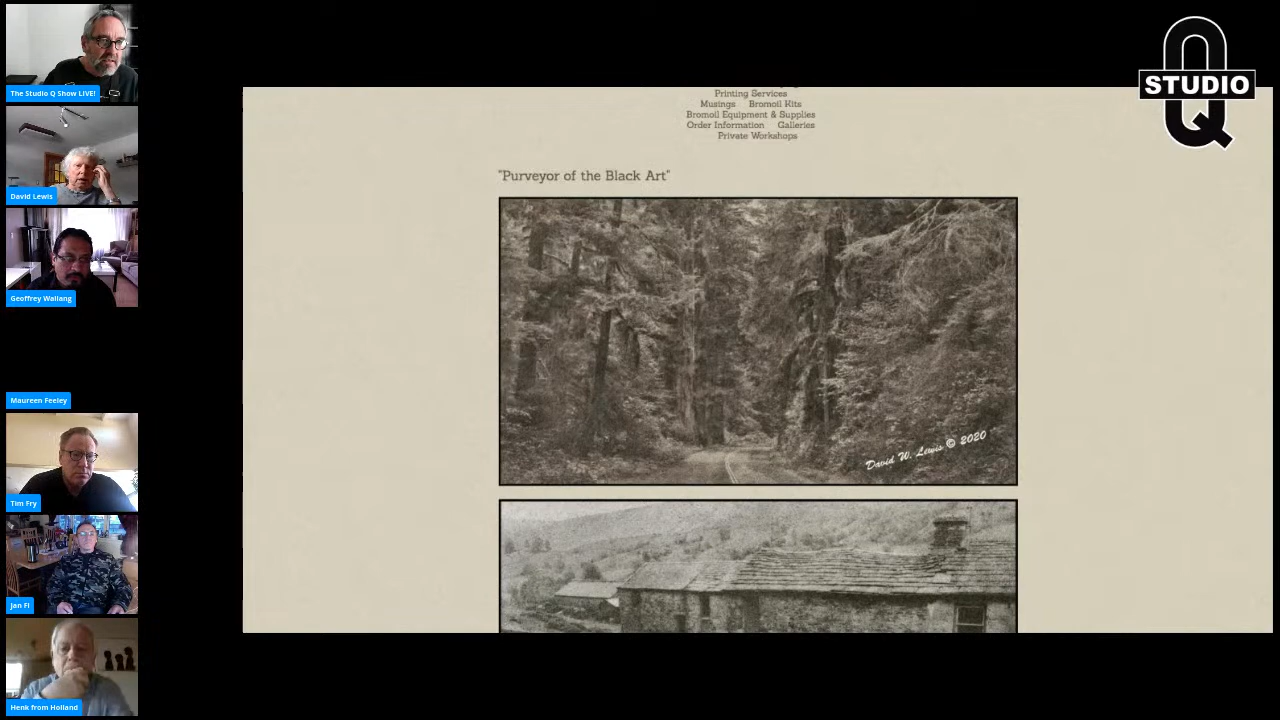 The Studio Q Show LIVE!
David Lewis
Geoffrey Wallang
Maureen Feeley
Tim Fry
Jan Fl
Henk from Holland
Printing Services
Musings Bromoil Kits
Bromoil Equipment & Supplies
Order Information Galleries
Private Workshops
"Purveyor of the Black Art"
David W. Lewis © 2020
STUDIO
Q